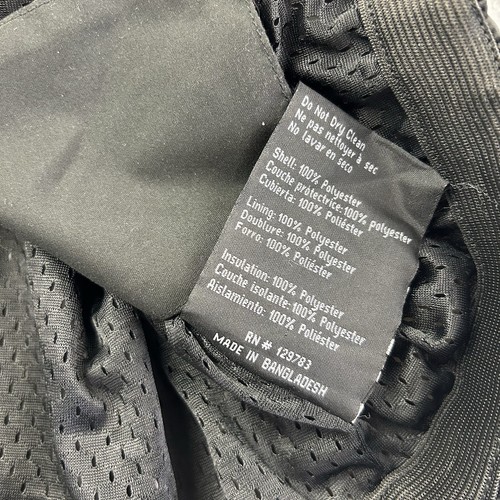 Do Not Dry Clean
Ne pas nettoyer à sec
No lavar en seco
Shell: 100% Polyester
Couche protectrice: 100% Polyester
Cubierta: 100% Poliéster
Lining: 100% Polyester
Doublure: 100% Polyester
Forro: 100% Poliéster
Insulation: 100% Polyester
Couche isolante: 100% Polyester
Aislamiento: 100% Poliéster
RN# 129783
MADE IN BANGLADESH